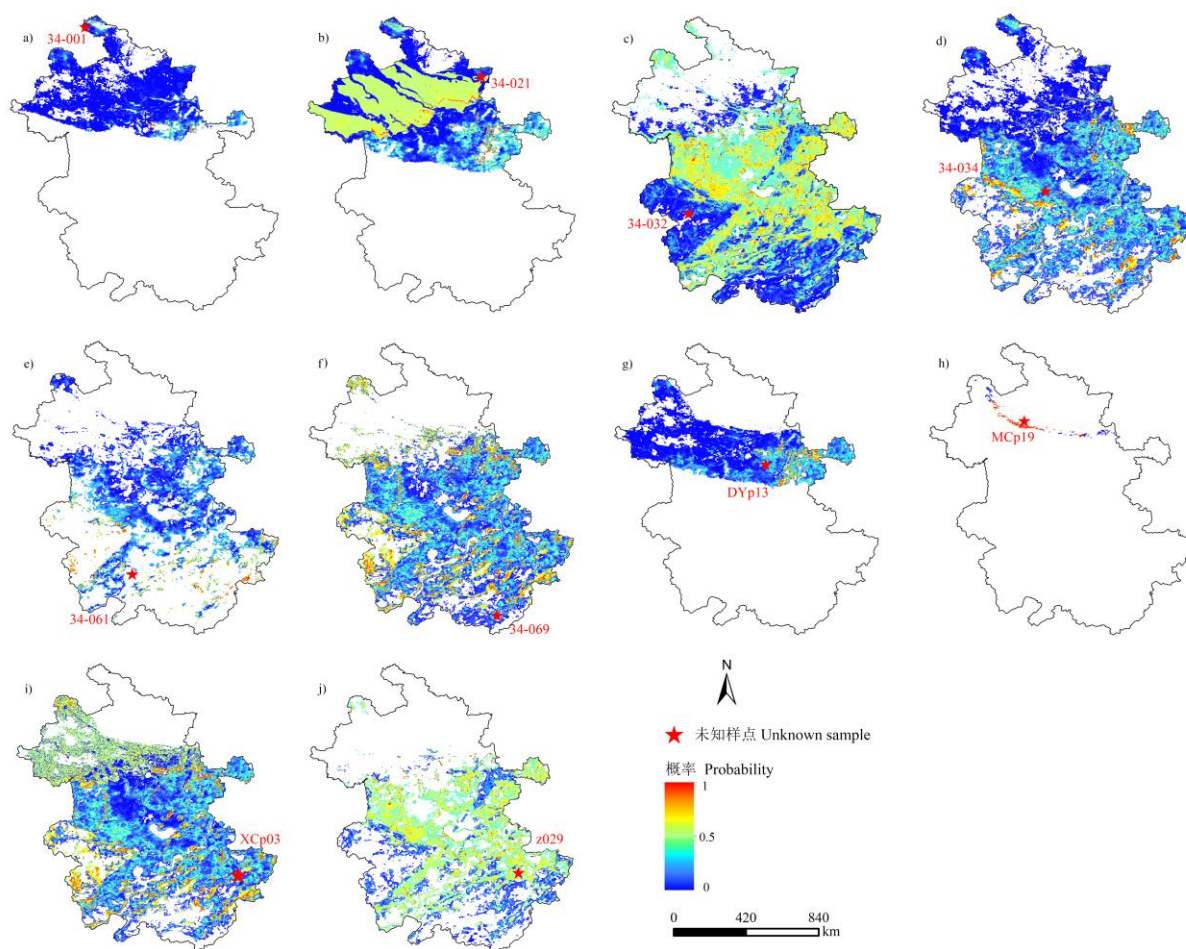 a)
34-001
b)
34-021
c)
34-032
d)
34-034
e)
34-061
f)
34-069
g)
DYp13
h)
MCp19
i)
XCp03
j)
z029
N
未知样点 Unknown sample
概率 Probability
1
0.5
0
0 420 840
km